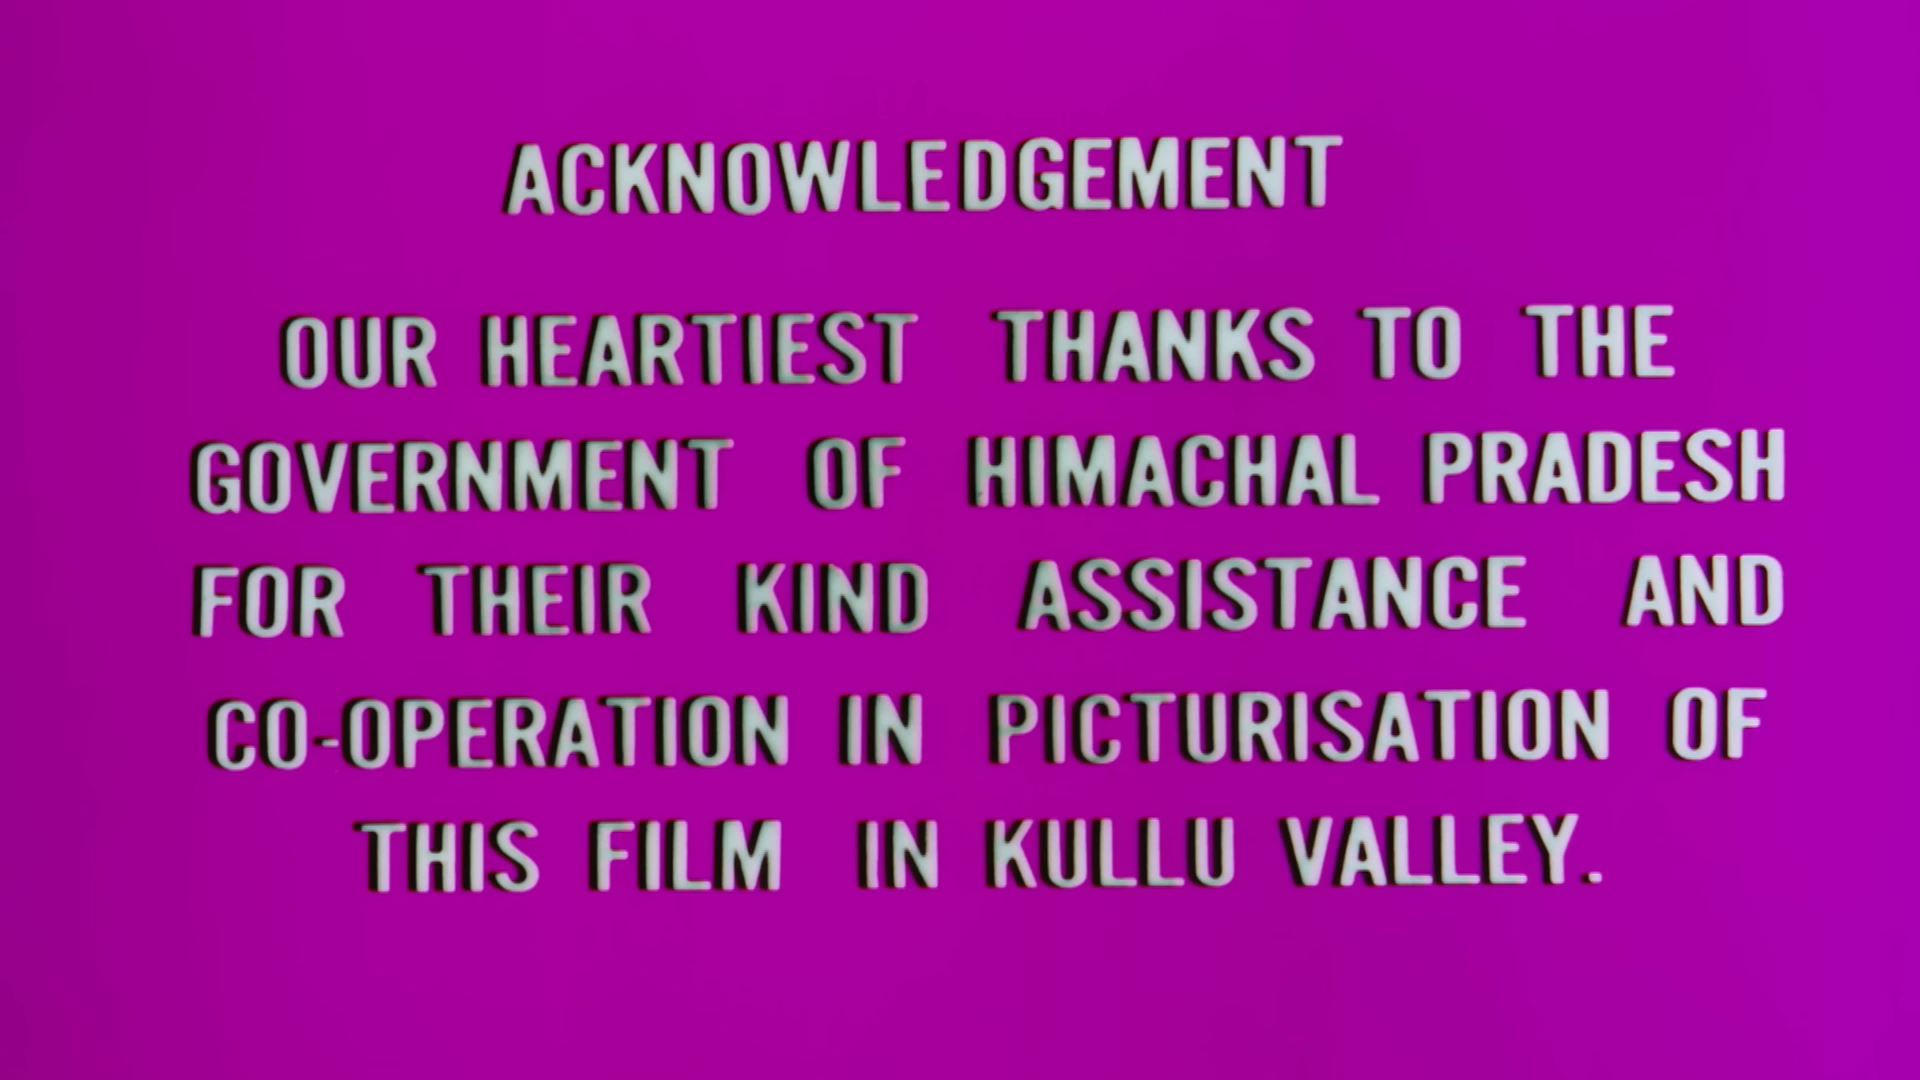 ACKNOWLEDGEMENT
OUR HEARTIEST THANKS TO THE
GOVERNMENT OF HIMACHAL PRADESH
FOR THEIR KIND ASSISTANCE AND
CO-OPERATION IN PICTURISATION OF
THIS FILM IN KULLU VALLEY.